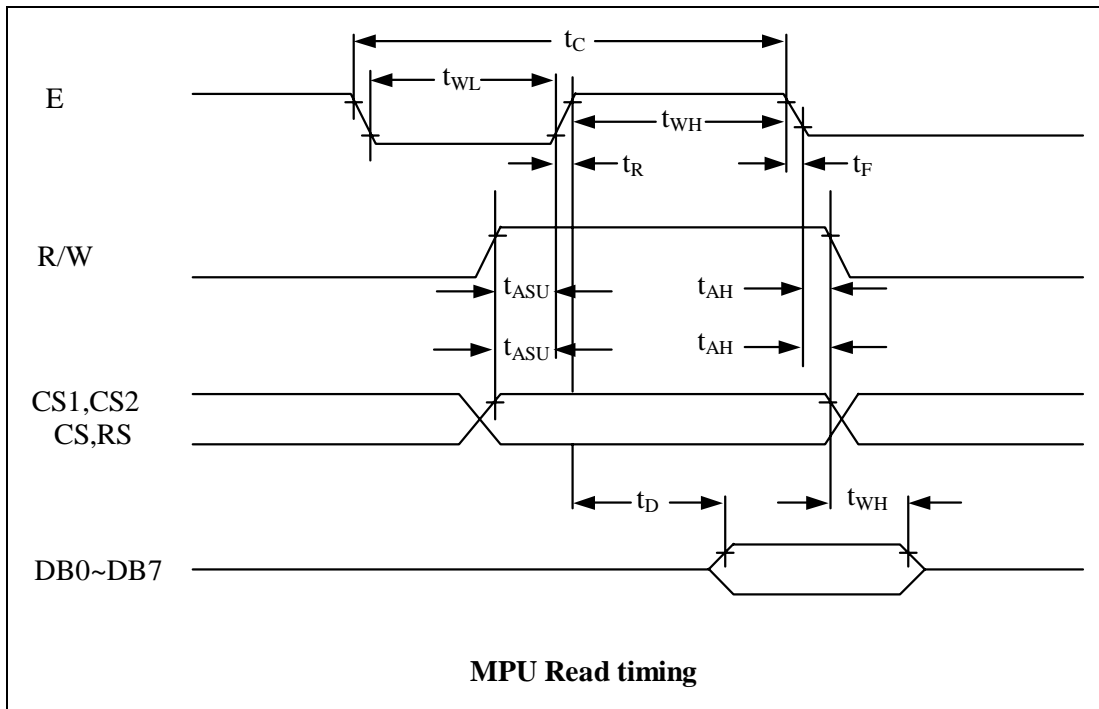 tC
E
tWL
tWH
tR
tF
R/W
tASU
tAH
tASU
tAH
CS1,CS2
CS,RS
tD
tWH
DB0~DB7
MPU Read timing